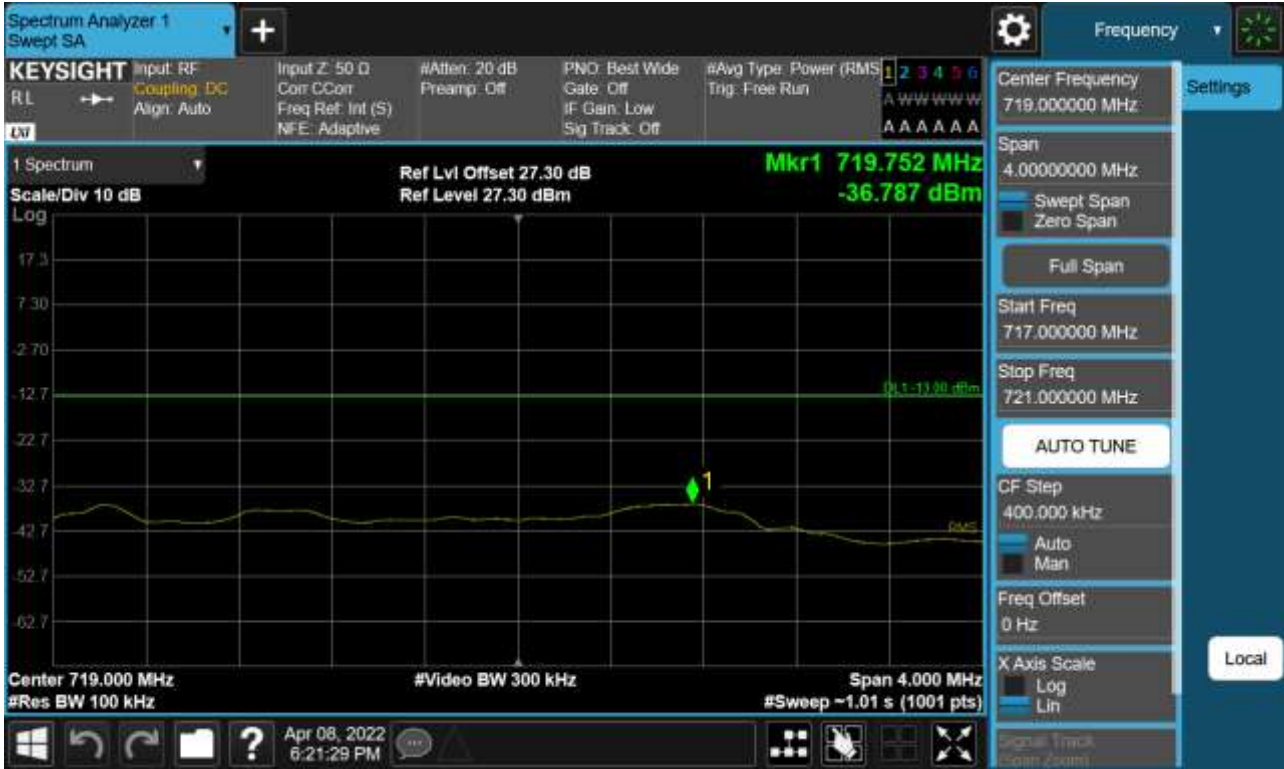 Spectrum Analyzer 1
Swept SA
Frequency
KEYSIGHT
RL
LXI
Input: RF
Coupling: DC
Align: Auto
Input Z: 50 Ω
Corr CCorr
Freq Ref: Int (S)
NFE: Adaptive
#Atten: 20 dB
Preamp: Off
PNO: Best Wide
Gate: Off
IF Gain: Low
Sig Track: Off
#Avg Type: Power (RMS
Trig: Free Run
1 2 3 4 5 6
A W W W W W
A A A A A A
Center Frequency
719.000000 MHz
Settings
Span
4.00000000 MHz
Swept Span
Zero Span
Full Span
Start Freq
717.000000 MHz
Stop Freq
721.000000 MHz
AUTO TUNE
CF Step
400.000 kHz
Auto
Man
Freq Offset
0 Hz
X Axis Scale
Log
Lin
Signal Track
(Span Zoom)
Local
1 Spectrum
Scale/Div 10 dB
Log
Ref Lvl Offset 27.30 dB
Ref Level 27.30 dBm
Mkr1 719.752 MHz
-36.787 dBm
17.3
7.30
-2.70
-12.7
DL1 -13.00 dBm
-22.7
-32.7
1
-42.7
RMS
-52.7
-62.7
Center 719.000 MHz
#Video BW 300 kHz
Span 4.000 MHz
#Res BW 100 kHz
#Sweep ~1.01 s (1001 pts)
?
Apr 08, 2022
6:21:29 PM